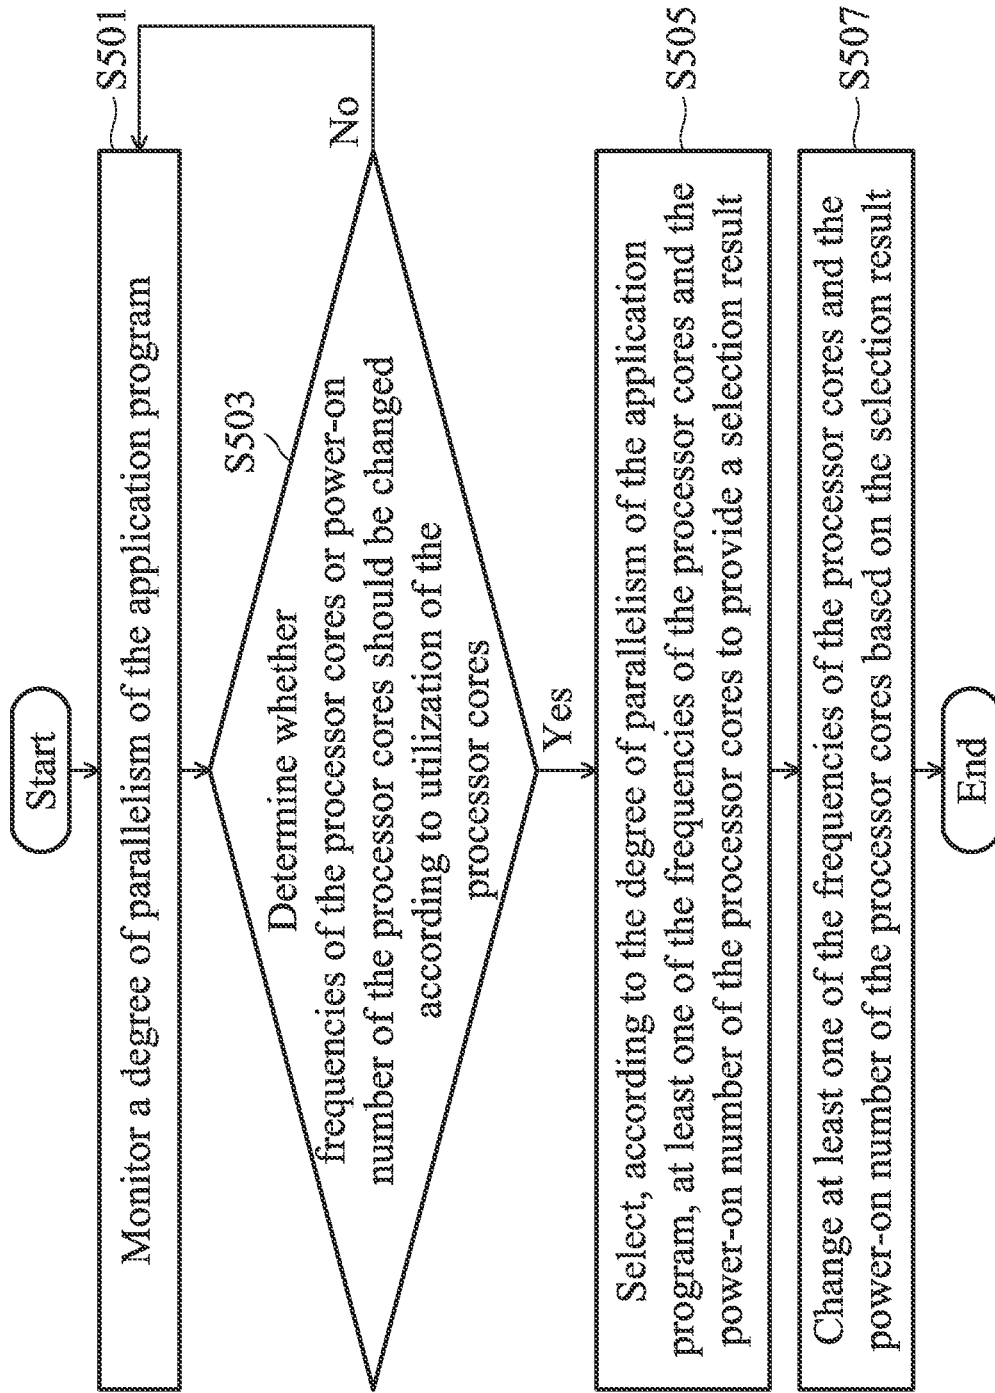 Start
S501
Monitor a degree of parallelism of the application program
S503
Determine whether
frequencies of the processor cores or power-on
number of the processor cores should be changed
according to utilization of the
processor cores
No
Yes
S505
Select, according to the degree of parallelism of the application
program, at least one of the frequencies of the processor cores and the
power-on number of the processor cores to provide a selection result
S507
Change at least one of the frequencies of the processor cores and the
power-on number of the processor cores based on the selection result
End